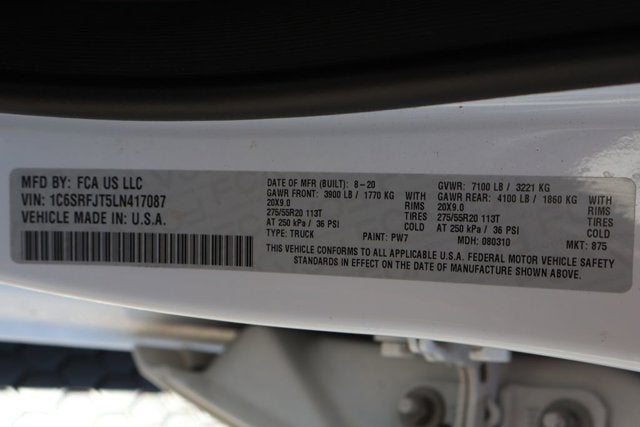 MFD BY: FCA US LLC
VIN: 1C6SRFJT5LN417087
VEHICLE MADE IN: U.S.A.
DATE OF MFR (BUILT): 8-20 GVWR: 7100 LB / 3221 KG
GAWR FRONT: 3900 LB / 1770 KG WITH GAWR REAR: 4100 LB / 1860 KG WITH
20X9.0 RIMS 20X9.0 RIMS
275/55R20 113T TIRES 275/55R20 113T TIRES
AT 250 kPa / 36 PSI COLD AT 250 kPa / 36 PSI COLD
TYPE: TRUCK PAINT: PW7 MDH: 080310 MKT: 875
THIS VEHICLE CONFORMS TO ALL APPLICABLE U.S.A. FEDERAL MOTOR VEHICLE SAFETY
STANDARDS IN EFFECT ON THE DATE OF MANUFACTURE SHOWN ABOVE.